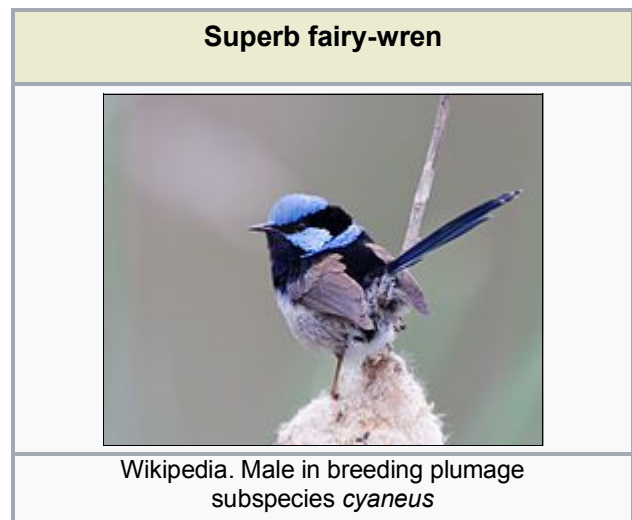 Superb fairy-wren
Wikipedia. Male in breeding plumage
subspecies cyaneus